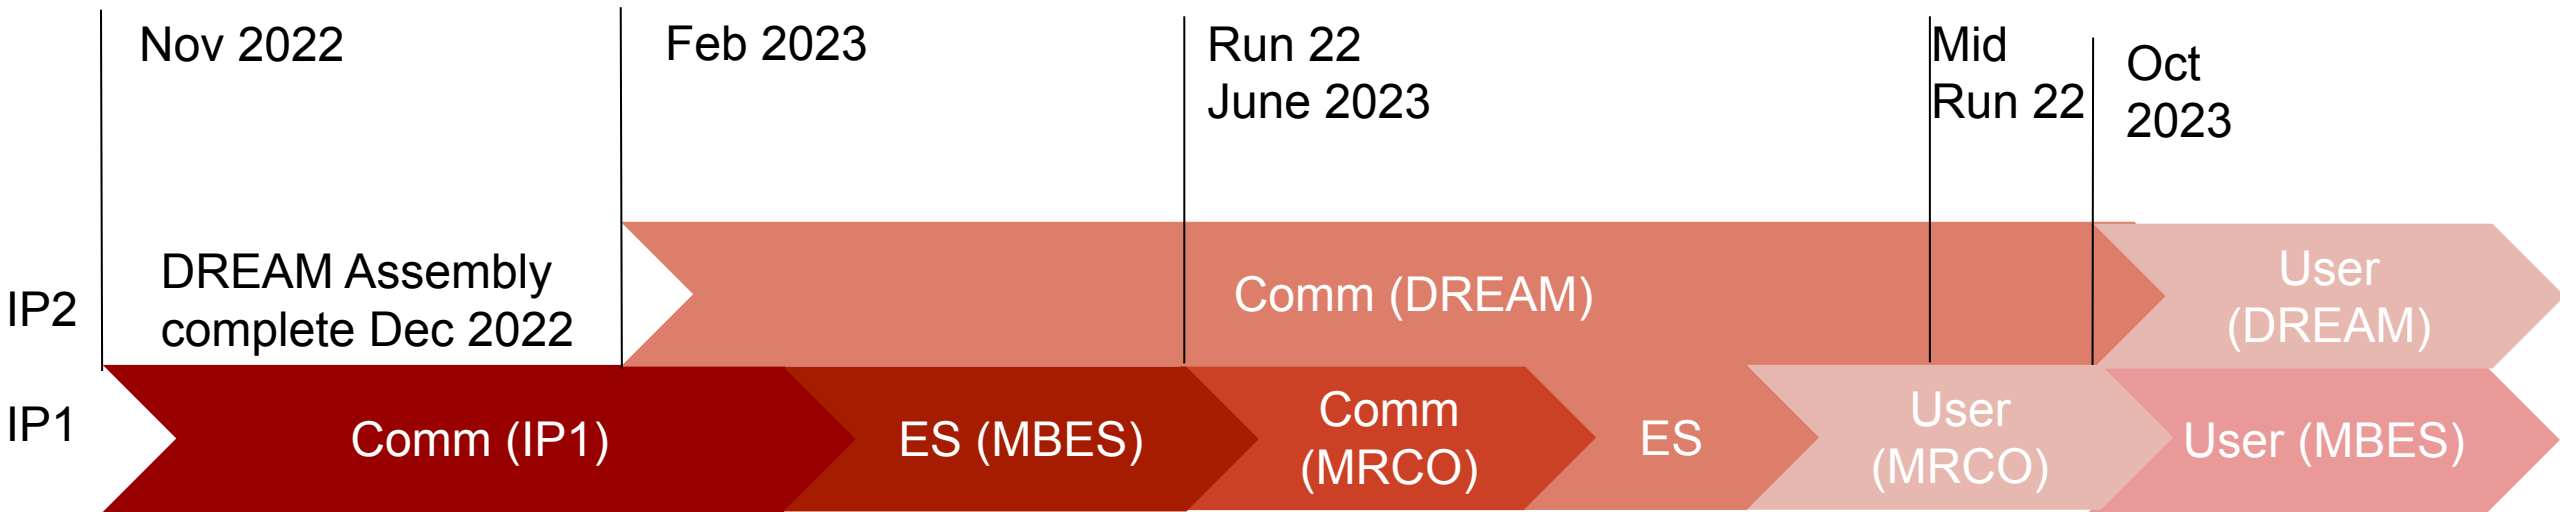 Nov 2022
Feb 2023
Run 22
June 2023
Mid
Run 22
Oct
2023
IP2
DREAM Assembly
complete Dec 2022
Comm (DREAM)
User
(DREAM)
IP1
Comm (IP1)
ES (MBES)
Comm
(MRCO)
ES
User
(MRCO)
User (MBES)